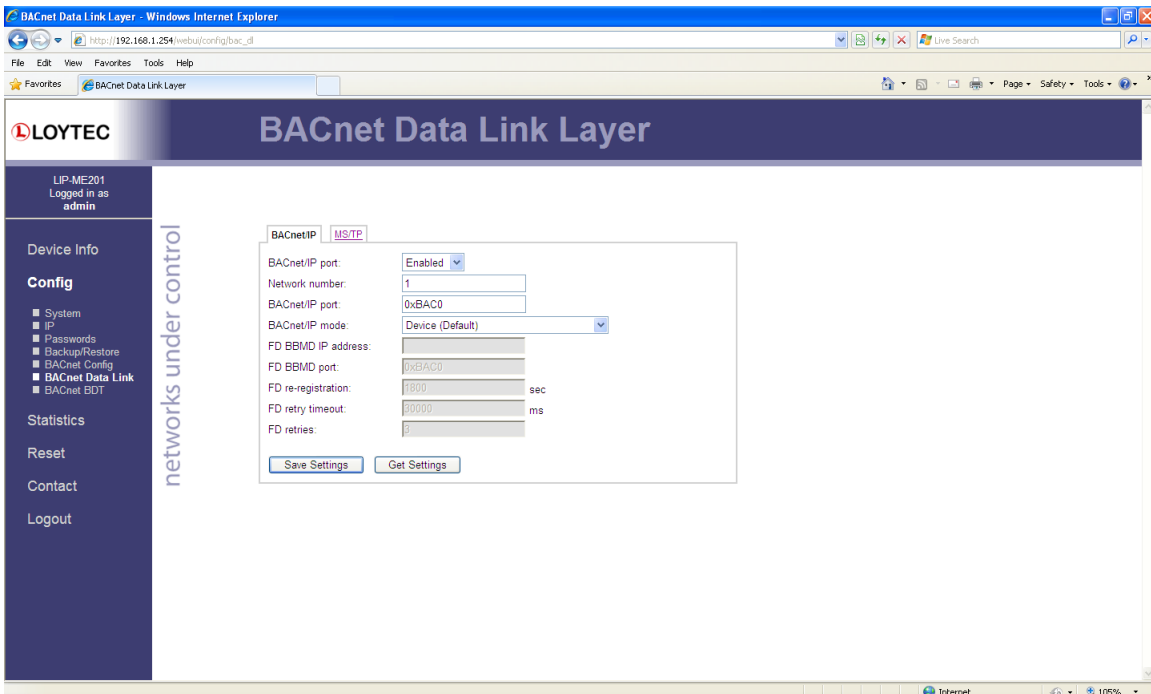 BACnet Data Link Layer - Windows Internet Explorer
http://192.168.1.254/webui/config/bac_dl
Live Search
File Edit View Favorites Tools Help
Favorites BACnet Data Link Layer Page Safety Tools
LOYTEC BACnet Data Link Layer
LIP-ME201
Logged in as
admin
networks under control
Device Info
Config
System
IP
Passwords
Backup/Restore
BACnet Config
BACnet Data Link
BACnet BDT
Statistics
Reset
Contact
Logout
BACnet/IP MS/TP
BACnet/IP port: Enabled
Network number: 1
BACnet/IP port: 0xBAC0
BACnet/IP mode: Device (Default)
FD BBMD IP address:
FD BBMD port: 0xBAC0
FD re-registration: 1800 sec
FD retry timeout: 30000 ms
FD retries: 3
Save Settings Get Settings
Internet 105%